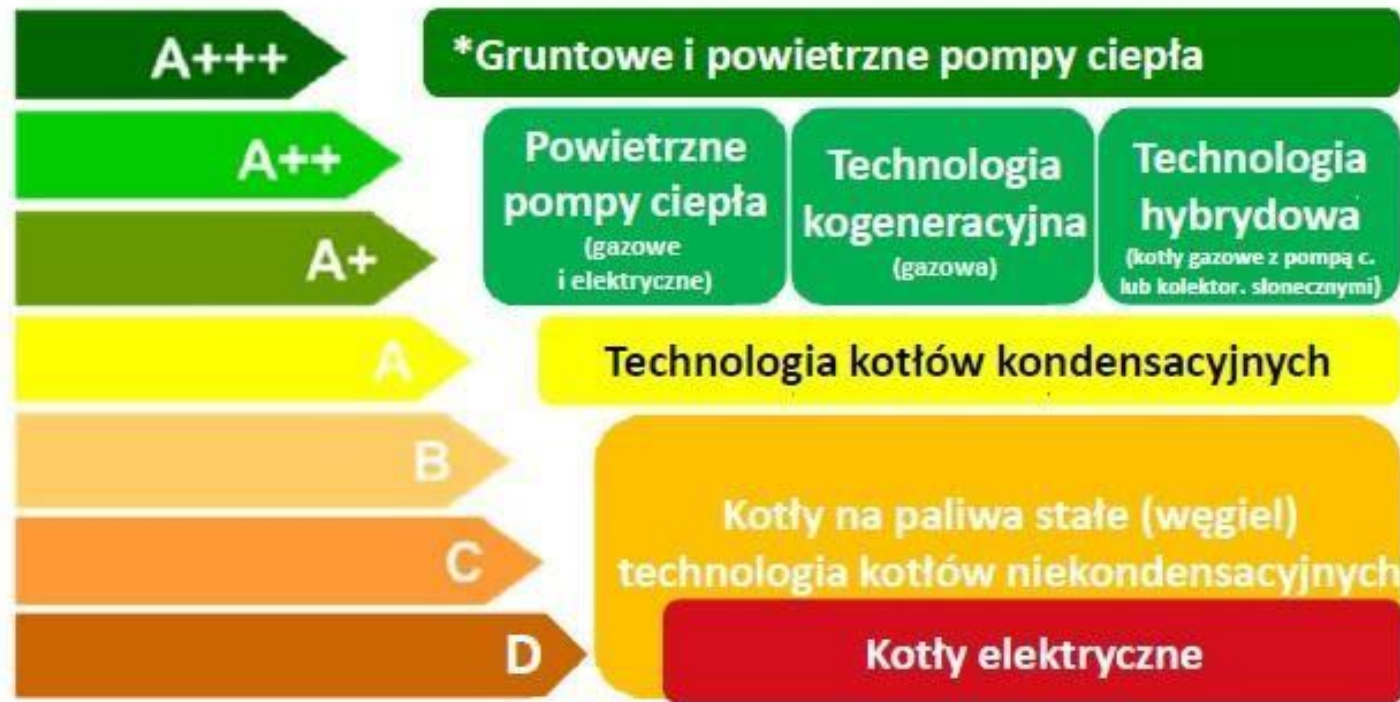 A+++
*Gruntowe i powietrzne pompy ciepła
A++
A+
Powietrzne
pompy ciepła
(gazowe
i elektryczne)
Technologia
kogeneracyjna
(gazowa)
Technologia
hybrydowa
(kotły gazowe z pompą c.
lub kolektor. słonecznymi)
A
Technologia kotłów kondensacyjnych
B
C
Kotły na paliwa stałe (węgiel)
technologia kotłów niekondensacyjnych
D
Kotły elektryczne